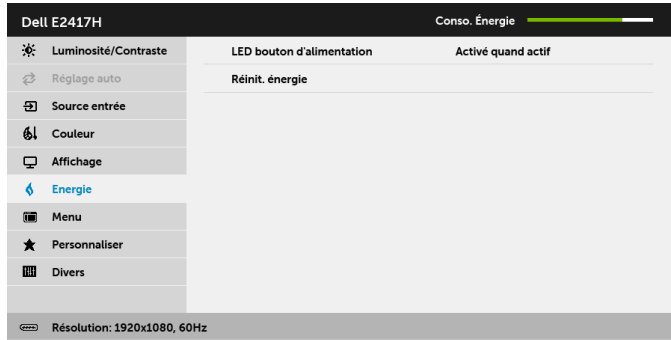 Dell E2417H
Conso. Énergie
Luminosité/Contraste
LED bouton d'alimentation
Activé quand actif
Réglage auto
Réinit. énergie
Source entrée
Couleur
Affichage
Energie
Menu
Personnaliser
Divers
Résolution: 1920x1080, 60Hz